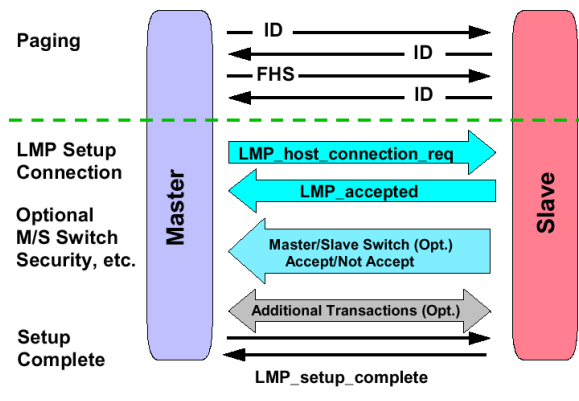 Paging
ID
ID
FHS
ID
LMP Setup
Connection
LMP_host_connection_req
LMP_accepted
Master
Slave
Optional
M/S Switch
Security, etc.
Master/Slave Switch (Opt.)
Accept/Not Accept
Additional Transactions (Opt.)
Setup
Complete
LMP_setup_complete